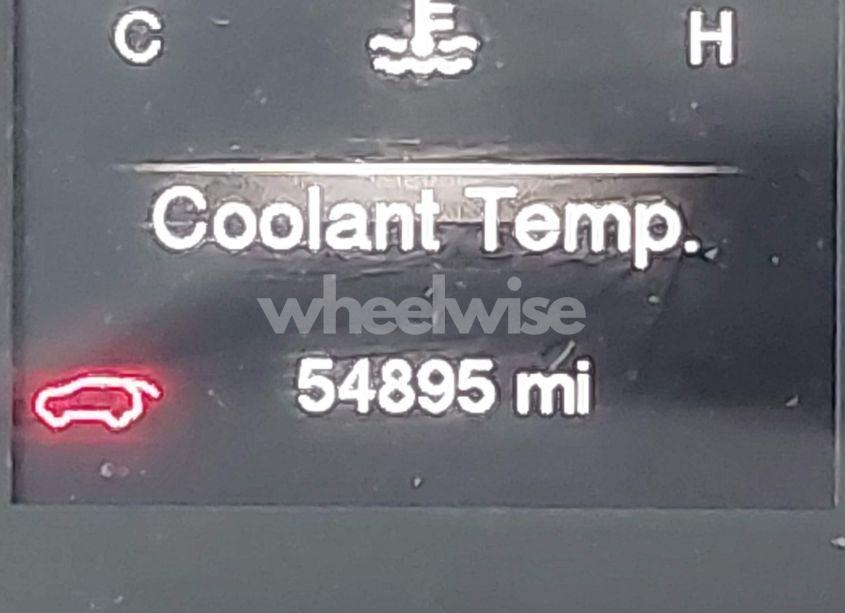 C H
Coolant Temp.
wheelwise
54895 mi